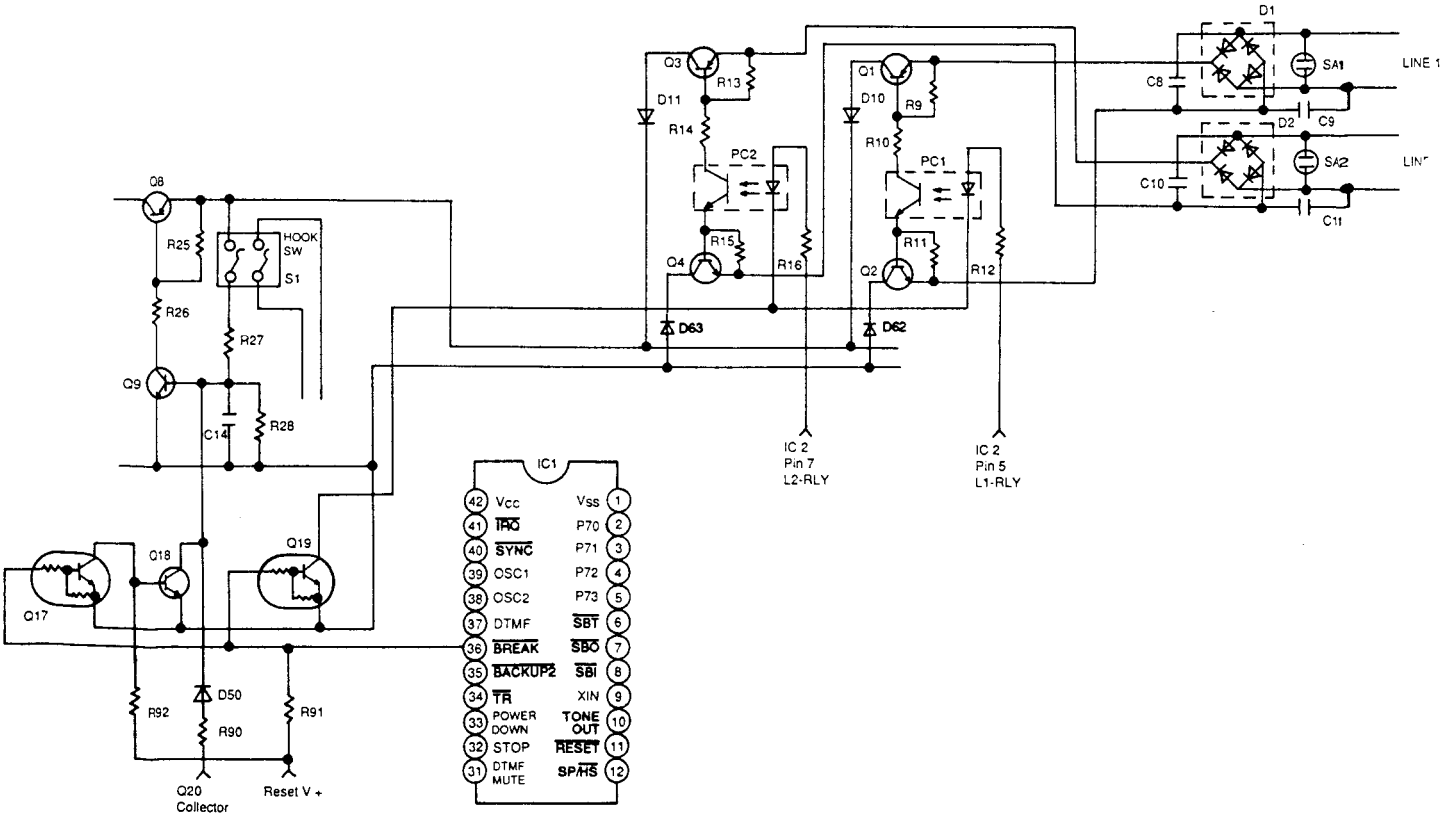 D1
Q3
R13
Q1
C8
SA1
LINE 1
D11
D10
R9
R14
R10
D2
C9
PC2
PC1
C10
SA2
LIN
Q8
C11
R25
HOOK
SW
S1
R15
R11
Q4
R16
Q2
R12
R26
R27
D63
D62
Q9
C14
R28
IC 2
Pin 7
L2-RLY
IC 2
Pin 5
L1-RLY
IC1
42 VCC
VSS 1
41 IRQ
P70 2
40 SYNC
P71 3
39 OSC1
P72 4
38 OSC2
P73 5
37 DTMF
SBT 6
36 BREAK
SBO 7
35 BACKUP2
SBI 8
34 TR
XIN 9
33 POWER
DOWN
TONE
OUT 10
32 STOP
RESET 11
31 DTMF
MUTE
SP/HS 12
Q17
Q18
Q19
R92
D50
R90
R91
Q20
Collector
Reset V +